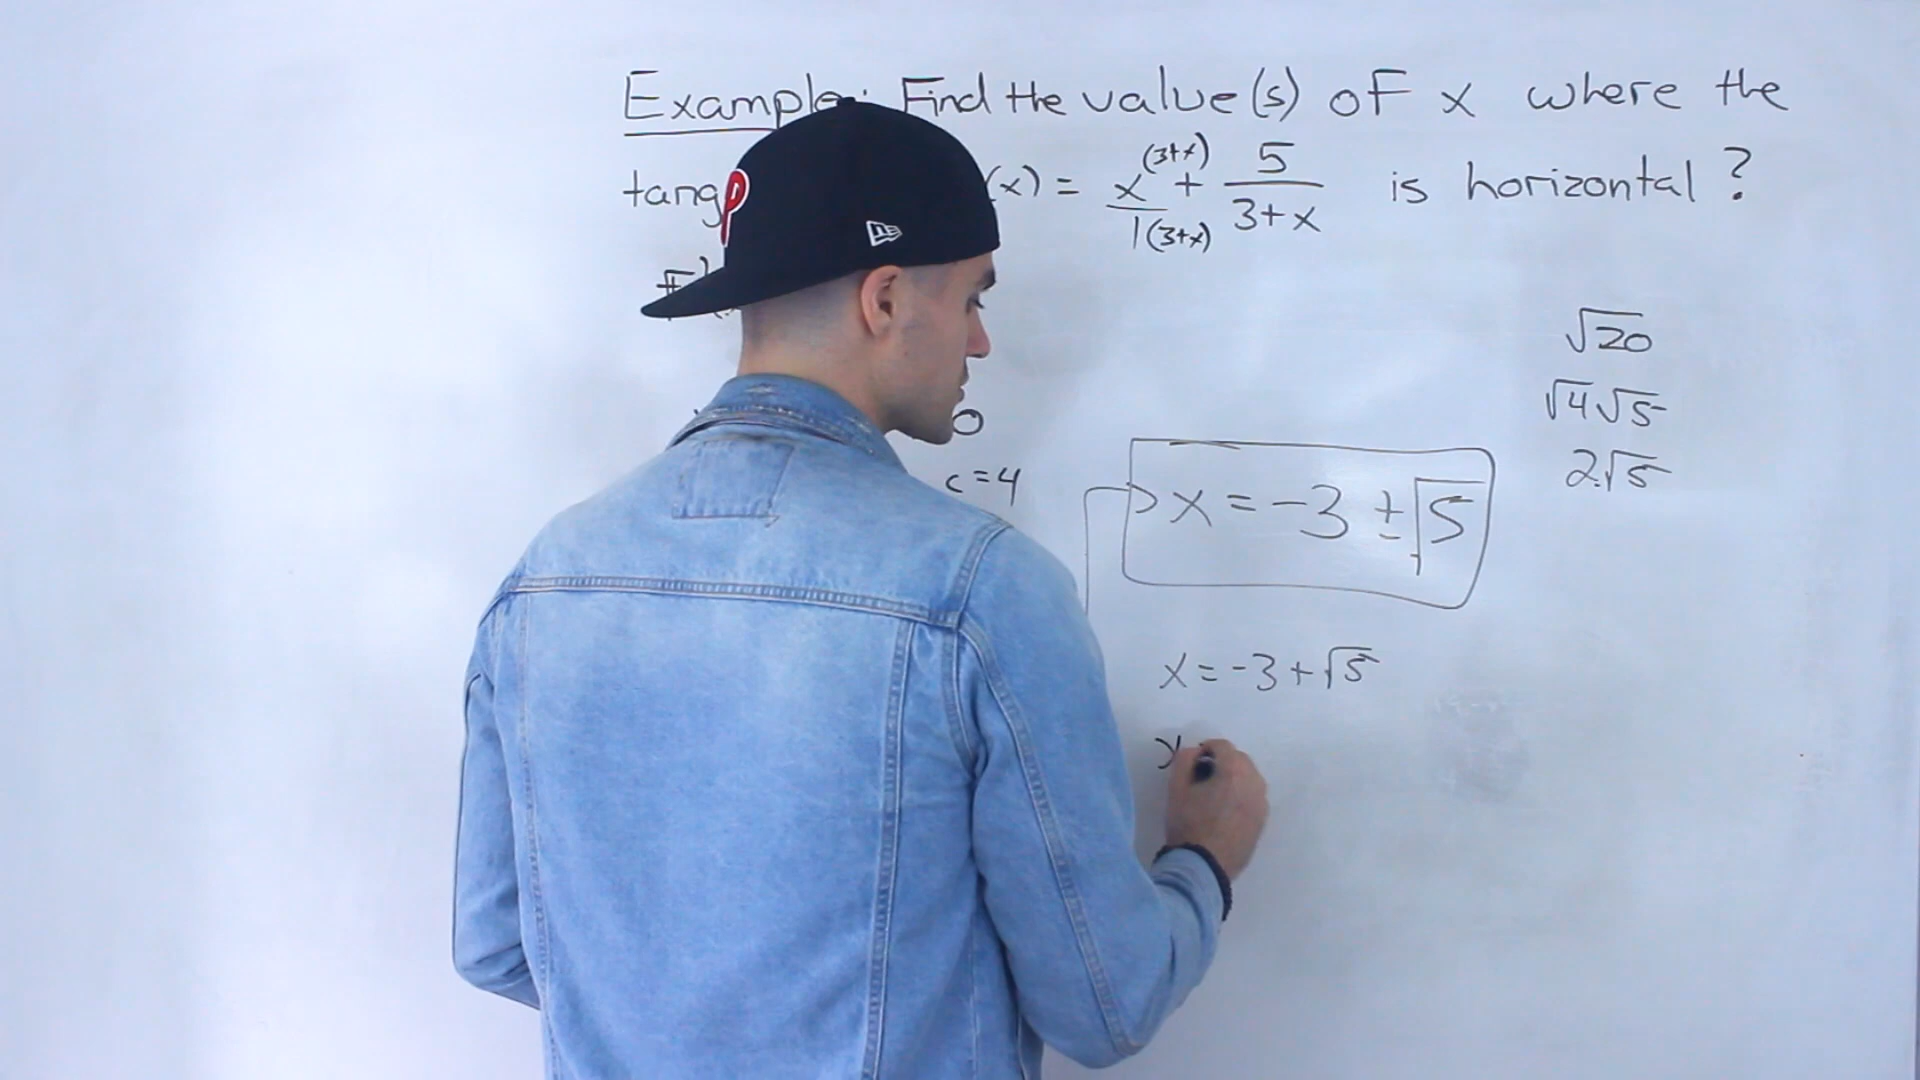 Example: Find the value(s) of x where the
tang (x) = x(3+x)/1(3+x) + 5/3+x is horizontal?
√20
√4√5
2√5
0
c=4
x = -3 ± √5
x = -3+√5
x
P